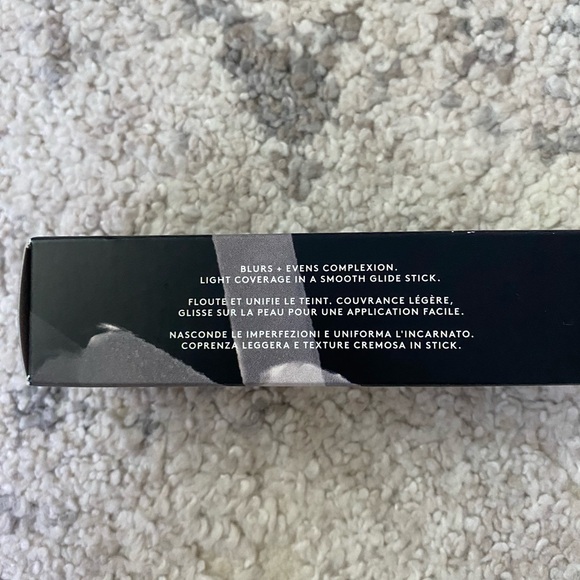 BLURS + EVENS COMPLEXION.
LIGHT COVERAGE IN A SMOOTH GLIDE STICK.
FLOUTE ET UNIFIE LE TEINT. COUVRANCE LÉGÈRE,
GLISSE SUR LA PEAU POUR UNE APPLICATION FACILE.
NASCONDE LE IMPERFEZIONI E UNIFORMA L'INCARNATO.
COPRENZA LEGGERA E TEXTURE CREMOSA IN STICK.